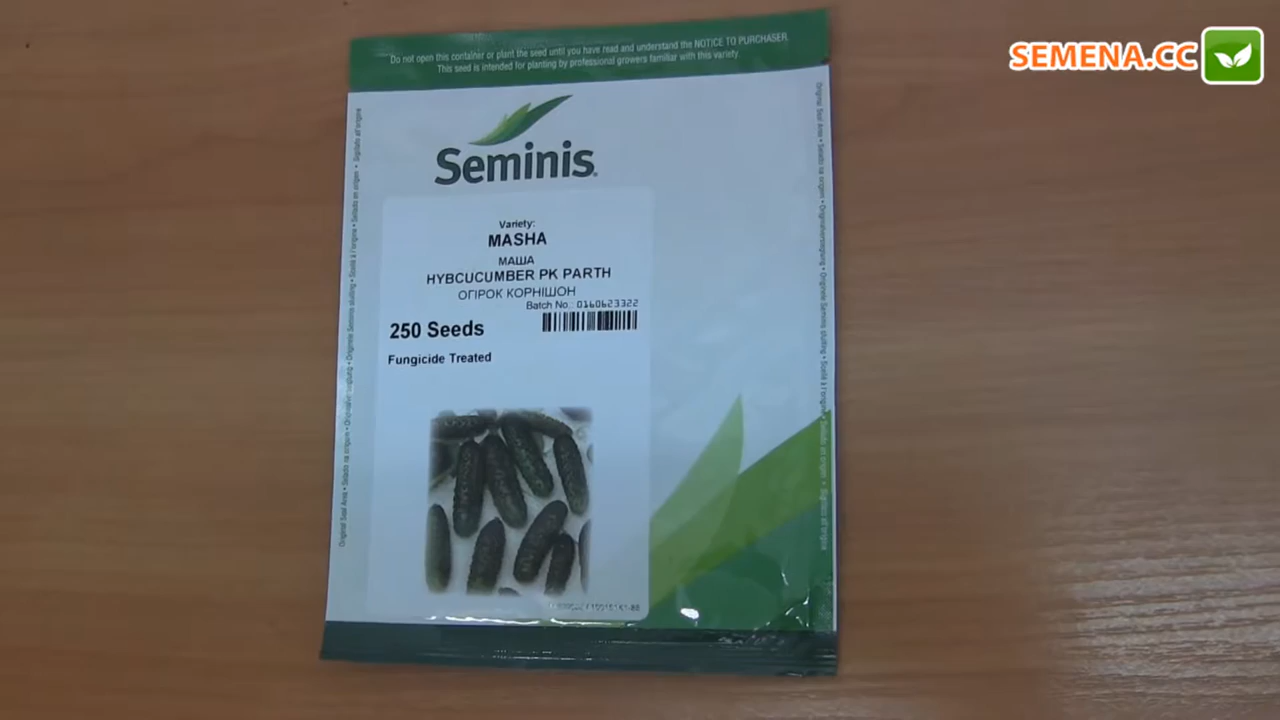 SEMENA.CC
Do not open this container or plant the seed until you have read and understand the NOTICE TO PURCHASER.
This seed is intended for planting by professional growers familiar with this variety.
Seminis
Variety:
MASHA
МАША
HYBCUCUMBER PK PARTH
ОГІРОК КОРНІШОН
Batch No.: 0160623322
250 Seeds
Fungicide Treated